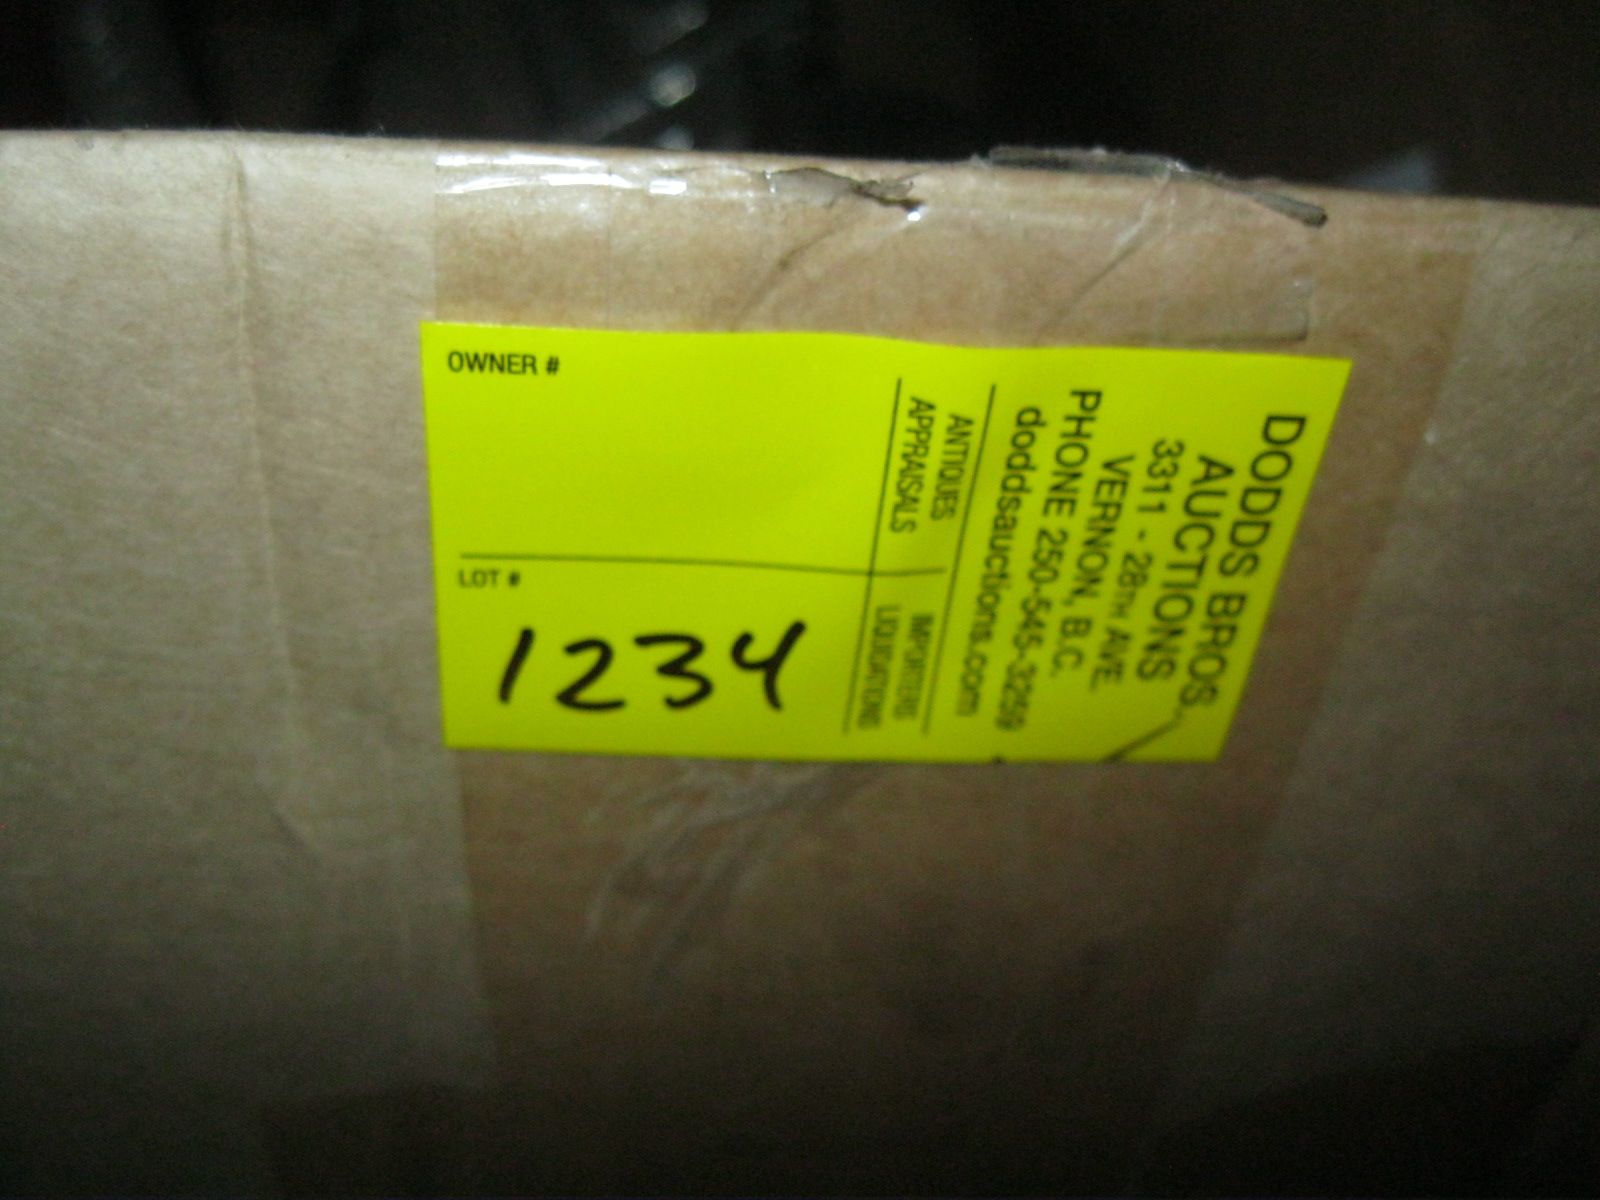 OWNER #
LOT #
1234
DODDS BROS.
AUCTIONS
3311 - 28TH AVE.
VERNON, B.C.
PHONE 250-545-3259
doddsauctions.com
ANTIQUES
APPRAISALS
IMPORTERS
LIQUIDATIONS